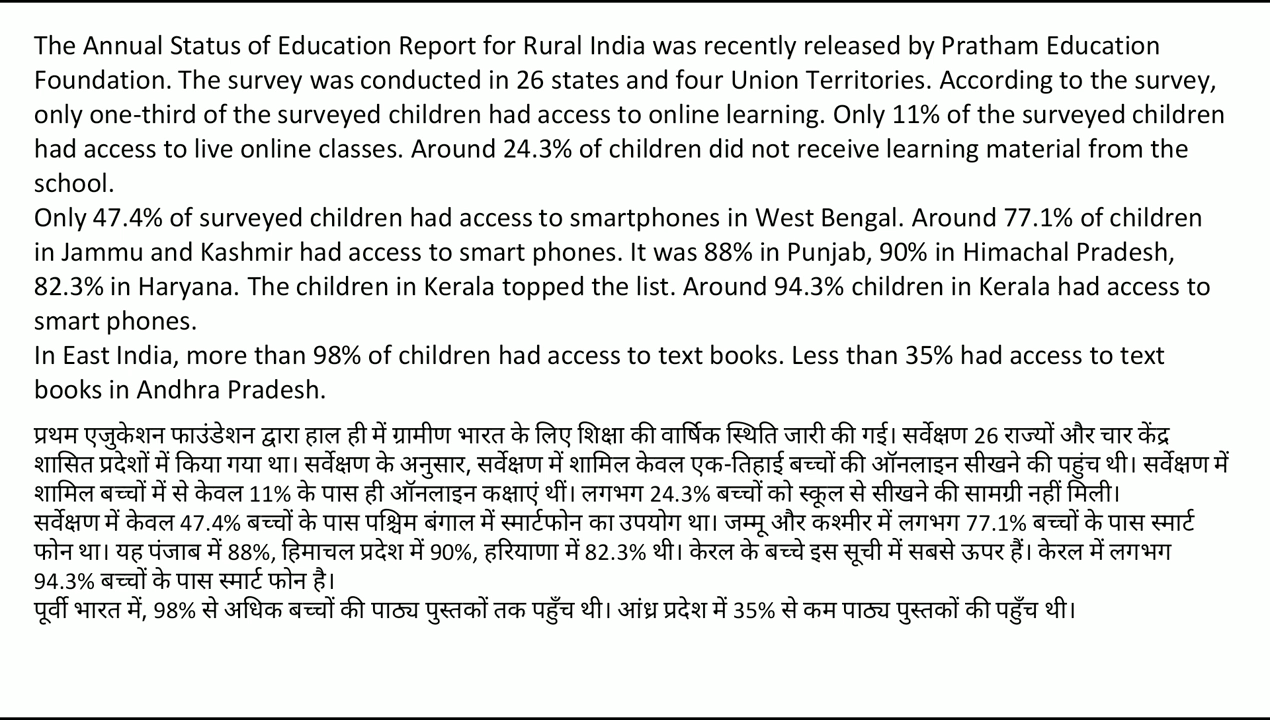 The Annual Status of Education Report for Rural India was recently released by Pratham Education
Foundation. The survey was conducted in 26 states and four Union Territories. According to the survey,
only one-third of the surveyed children had access to online learning. Only 11% of the surveyed children
had access to live online classes. Around 24.3% of children did not receive learning material from the
school.
Only 47.4% of surveyed children had access to smartphones in West Bengal. Around 77.1% of children
in Jammu and Kashmir had access to smart phones. It was 88% in Punjab, 90% in Himachal Pradesh,
82.3% in Haryana. The children in Kerala topped the list. Around 94.3% children in Kerala had access to
smart phones.
In East India, more than 98% of children had access to text books. Less than 35% had access to text
books in Andhra Pradesh.
प्रथम एजुकेशन फाउंडेशन द्वारा हाल ही में ग्रामीण भारत के लिए शिक्षा की वार्षिक स्थिति जारी की गई। सर्वेक्षण 26 राज्यों और चार केंद्र
शासित प्रदेशों में किया गया था। सर्वेक्षण के अनुसार, सर्वेक्षण में शामिल केवल एक-तिहाई बच्चों की ऑनलाइन सीखने की पहुंच थी। सर्वेक्षण में
शामिल बच्चों में से केवल 11% के पास ही ऑनलाइन कक्षाएं थीं। लगभग 24.3% बच्चों को स्कूल से सीखने की सामग्री नहीं मिली।
सर्वेक्षण में केवल 47.4% बच्चों के पास पश्चिम बंगाल में स्मार्टफोन का उपयोग था। जम्मू और कश्मीर में लगभग 77.1% बच्चों के पास स्मार्ट
फोन था। यह पंजाब में 88%, हिमाचल प्रदेश में 90%, हरियाणा में 82.3% थी। केरल के बच्चे इस सूची में सबसे ऊपर हैं। केरल में लगभग
94.3% बच्चों के पास स्मार्ट फोन है।
पूर्वी भारत में, 98% से अधिक बच्चों की पाठ्य पुस्तकों तक पहुँच थी। आंध्र प्रदेश में 35% से कम पाठ्य पुस्तकों की पहुँच थी।